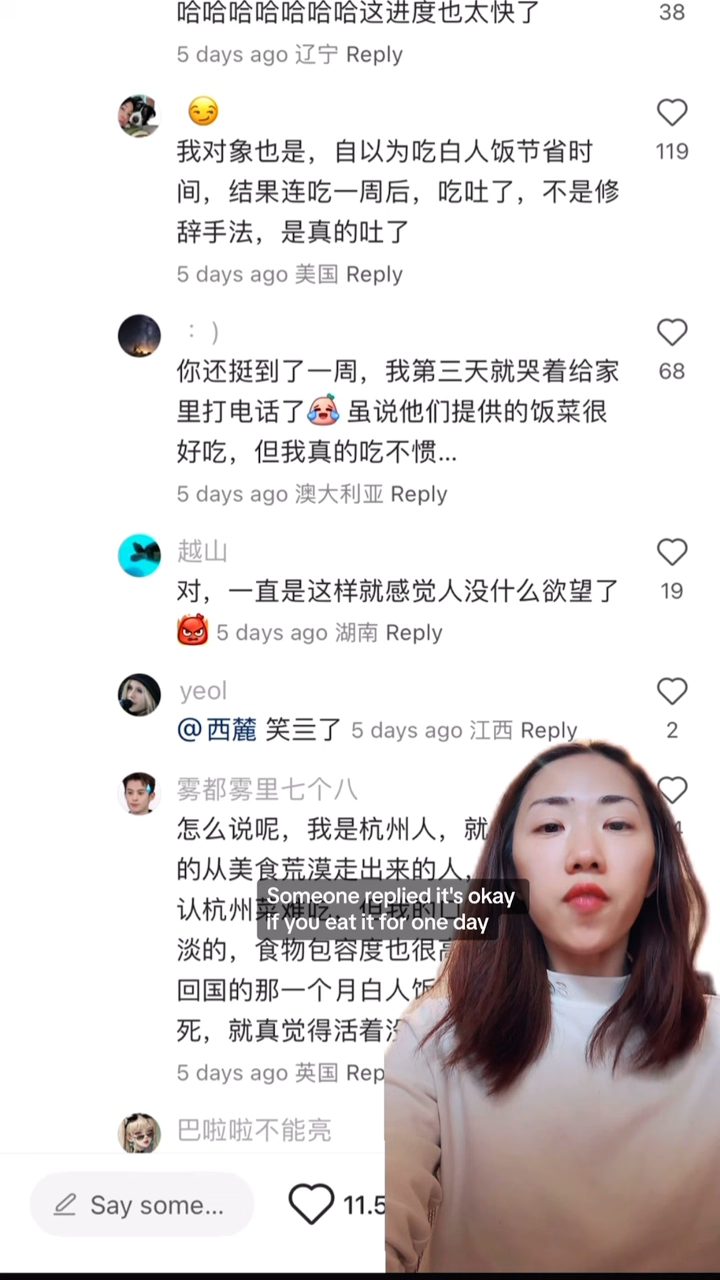 哈哈哈哈哈哈哈这进度也太快了
38
5 days ago 辽宁 Reply
119
我对象也是，自以为吃白人饭节省时
间，结果连吃一周后，吃吐了，不是修
辞手法，是真的吐了
5 days ago 美国 Reply
：)
68
你还挺到了一周，我第三天就哭着给家
里打电话了 虽说他们提供的饭菜很
好吃，但我真的吃不惯...
5 days ago 澳大利亚 Reply
越山
19
对，一直是这样就感觉人没什么欲望了
5 days ago 湖南 Reply
yeol
@西麓 笑亖了 5 days ago 江西 Reply
2
雾都雾里七个八
怎么说呢，我是杭州人，就
的从美食荒漠走出来的人，
认杭州菜难吃，但我的口
淡的，食物包容度也很高
回国的那一个月白人饭
死，就真觉得活着没
5 days ago 英国 Rep
Someone replied it's okay
if you eat it for one day
巴啦啦不能亮
Say some...
11.5